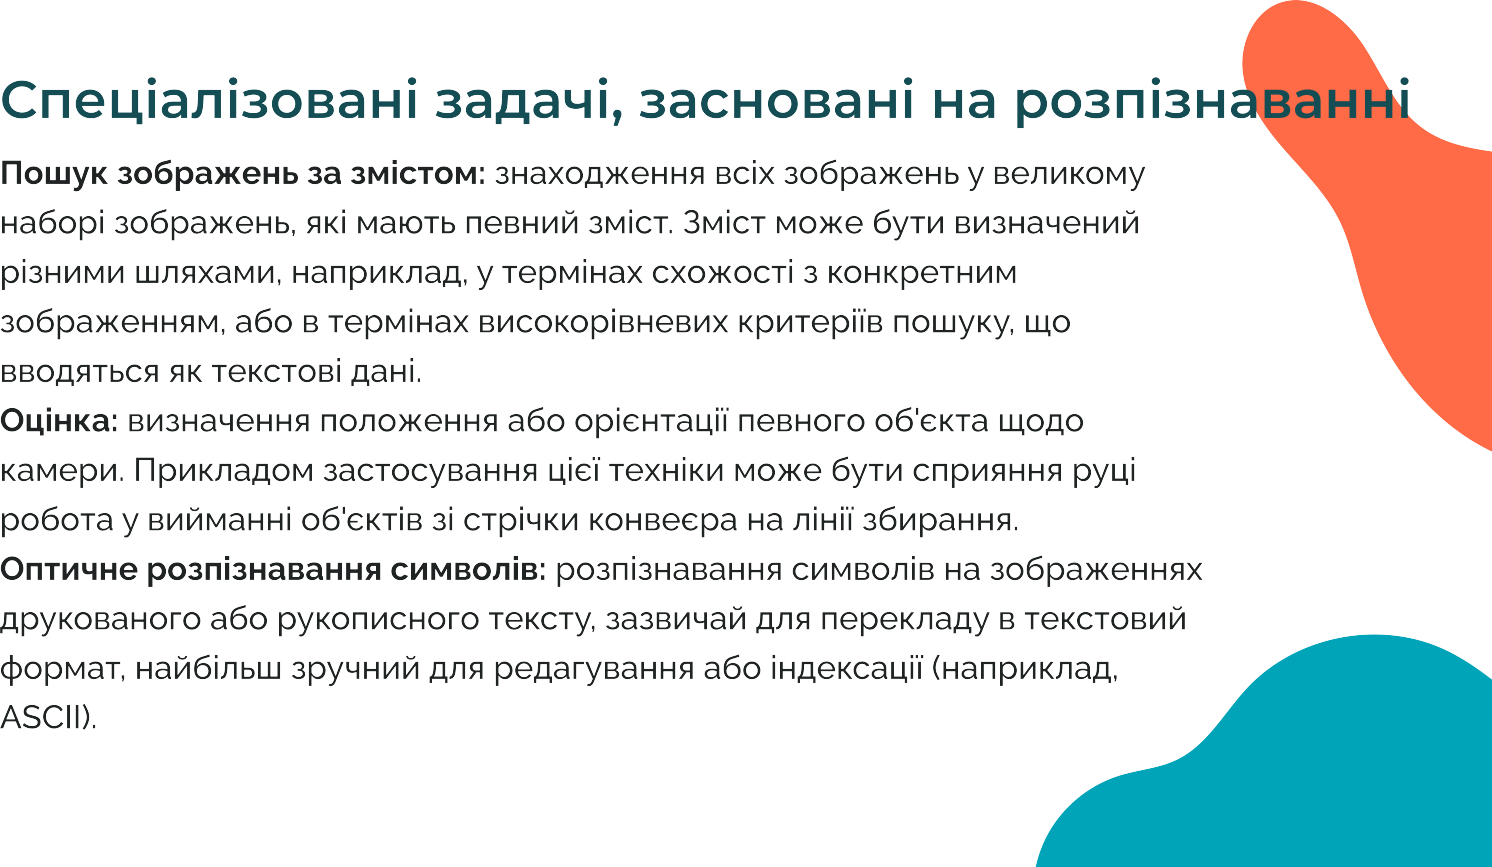 Спеціалізовані задачі, засновані на розпізнаванні
Пошук зображень за змістом: знаходження всіх зображень у великому
наборі зображень, які мають певний зміст. Зміст може бути визначений
різними шляхами, наприклад, у термінах схожості з конкретним
зображенням, або в термінах високорівневих критеріїв пошуку, що
вводяться як текстові дані.
Оцінка: визначення положення або орієнтації певного об'єкта щодо
камери. Прикладом застосування цієї техніки може бути сприяння руці
робота у вийманні об'єктів зі стрічки конвеєра на лінії збирання.
Оптичне розпізнавання символів: розпізнавання символів на зображеннях
друкованого або рукописного тексту, зазвичай для перекладу в текстовий
формат, найбільш зручний для редагування або індексації (наприклад,
ASCII).